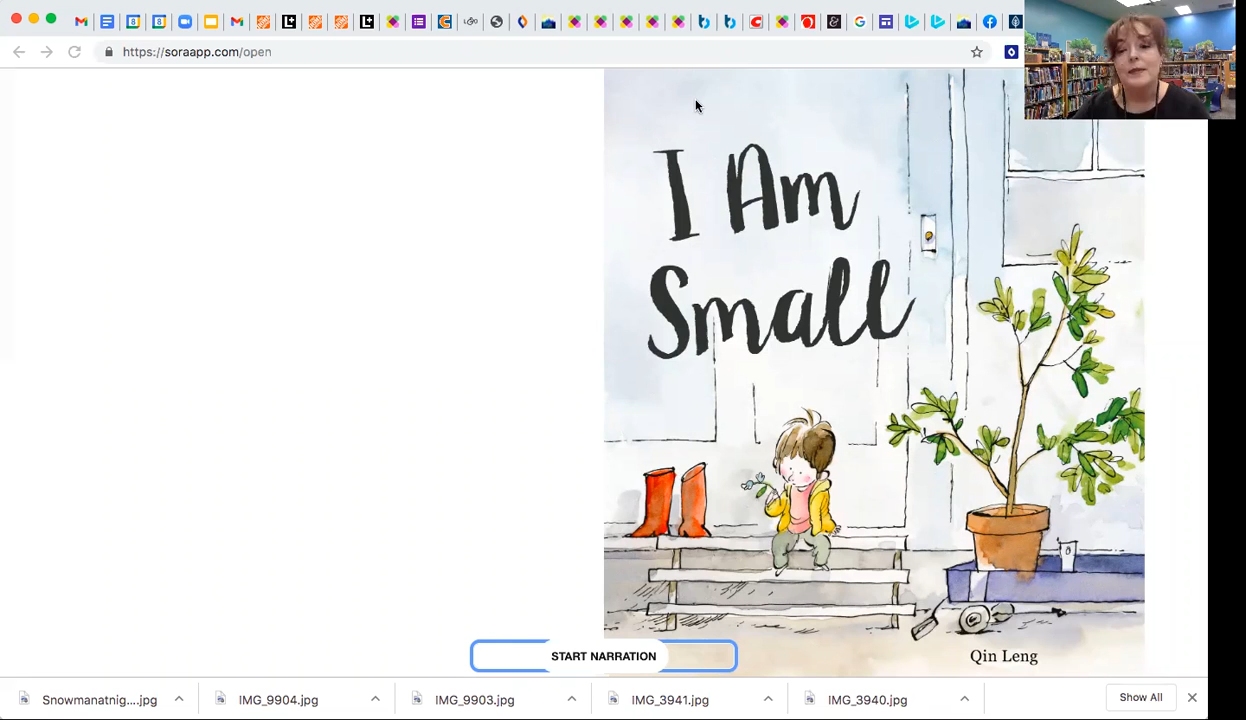 https://soraapp.com/open
I Am
Small
START NARRATION
Qin Leng
Snowmanatnig....jpg
IMG_9904.jpg
IMG_9903.jpg
IMG_3941.jpg
IMG_3940.jpg
Show All